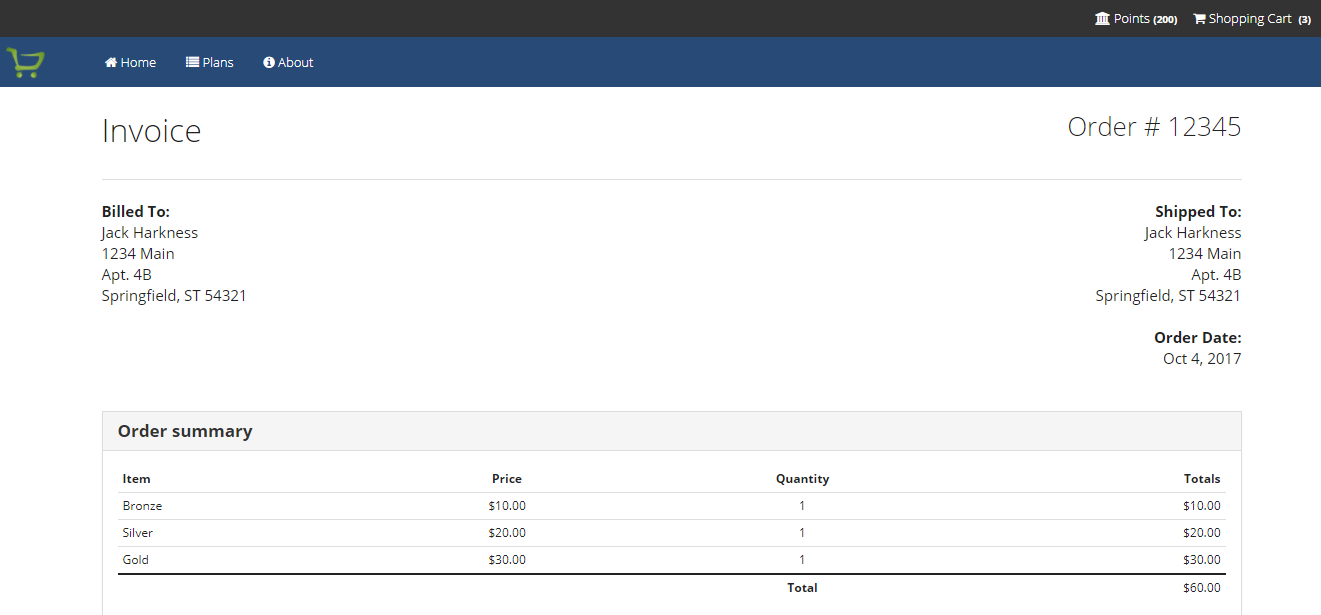 Points (200) Shopping Cart (3)
Home Plans About
Invoice
Order # 12345
Billed To:
Jack Harkness
1234 Main
Apt. 4B
Springfield, ST 54321
Shipped To:
Jack Harkness
1234 Main
Apt. 4B
Springfield, ST 54321
Order Date:
Oct 4, 2017
Order summary
Item Price Quantity Totals
Bronze $10.00 1 $10.00
Silver $20.00 1 $20.00
Gold $30.00 1 $30.00
Total $60.00